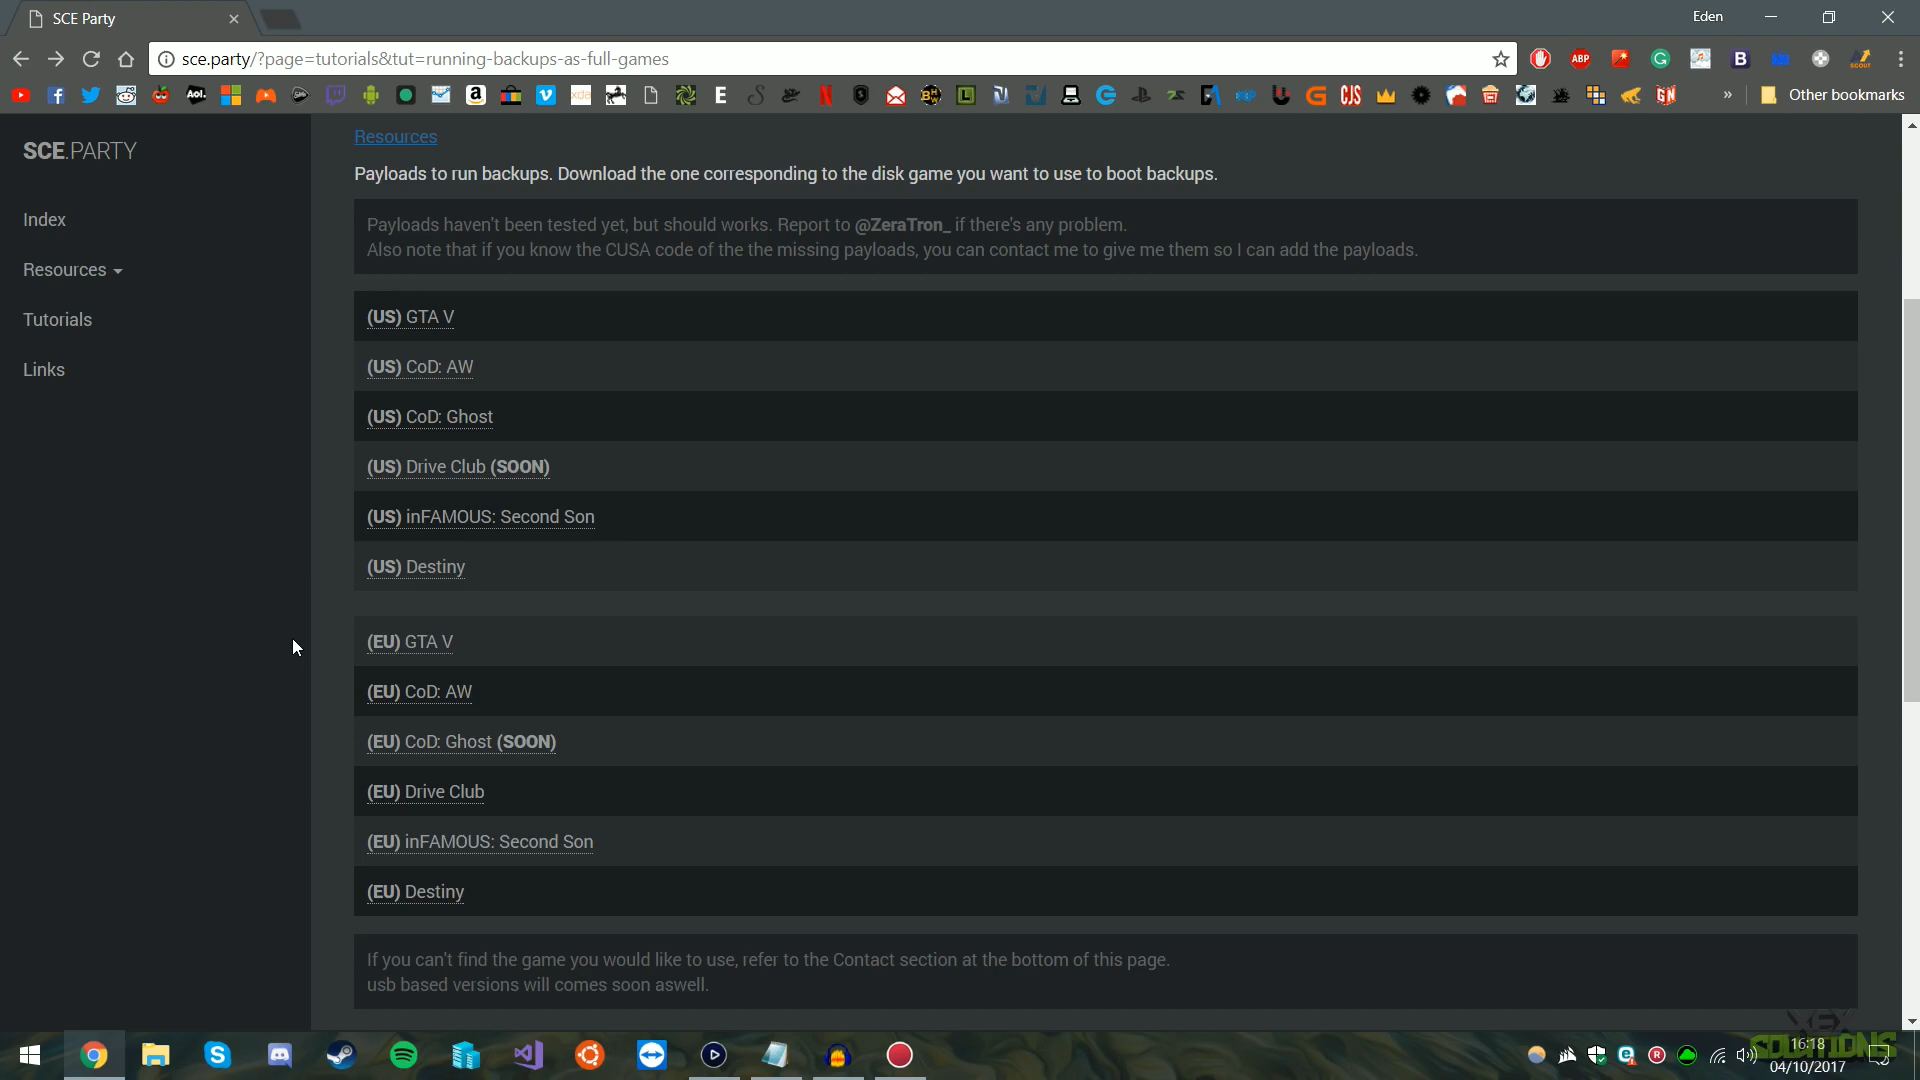 SCE Party
Eden
sce.party/?page=tutorials&tut=running-backups-as-full-games
ABP
Other bookmarks
SCE.PARTY
Index
Resources
Tutorials
Links
Resources
Payloads to run backups. Download the one corresponding to the disk game you want to use to boot backups.
Payloads haven't been tested yet, but should works. Report to @ZeraTron_ if there's any problem.
Also note that if you know the CUSA code of the the missing payloads, you can contact me to give me them so I can add the payloads.
(US) GTA V
(US) CoD: AW
(US) CoD: Ghost
(US) Drive Club (SOON)
(US) inFAMOUS: Second Son
(US) Destiny
(EU) GTA V
(EU) CoD: AW
(EU) CoD: Ghost (SOON)
(EU) Drive Club
(EU) inFAMOUS: Second Son
(EU) Destiny
If you can't find the game you would like to use, refer to the Contact section at the bottom of this page.
usb based versions will comes soon aswell.
16:18
04/10/2017